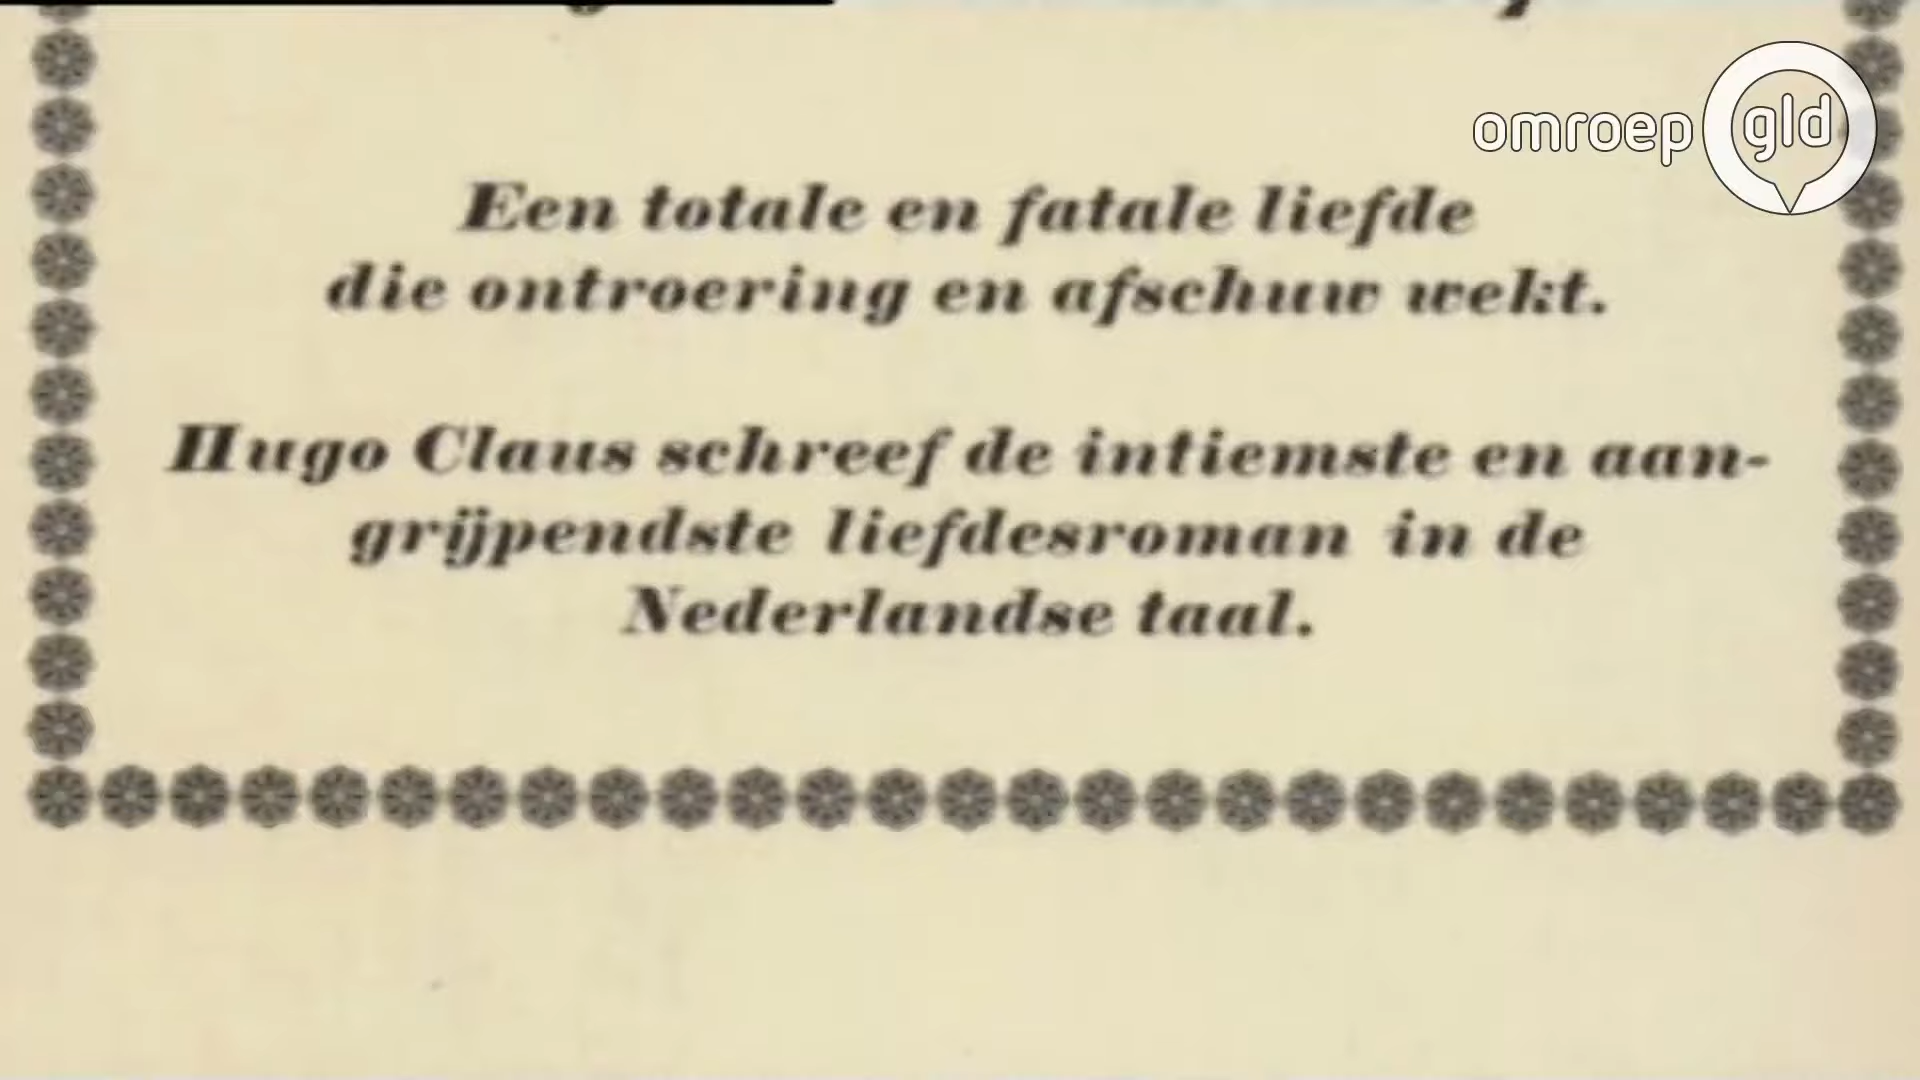 omroep gld
Een totale en fatale liefde
die ontroering en afschuw wekt.
Hugo Claus schreef de intiemste en aan-
grijpendste liefdesroman in de
Nederlandse taal.